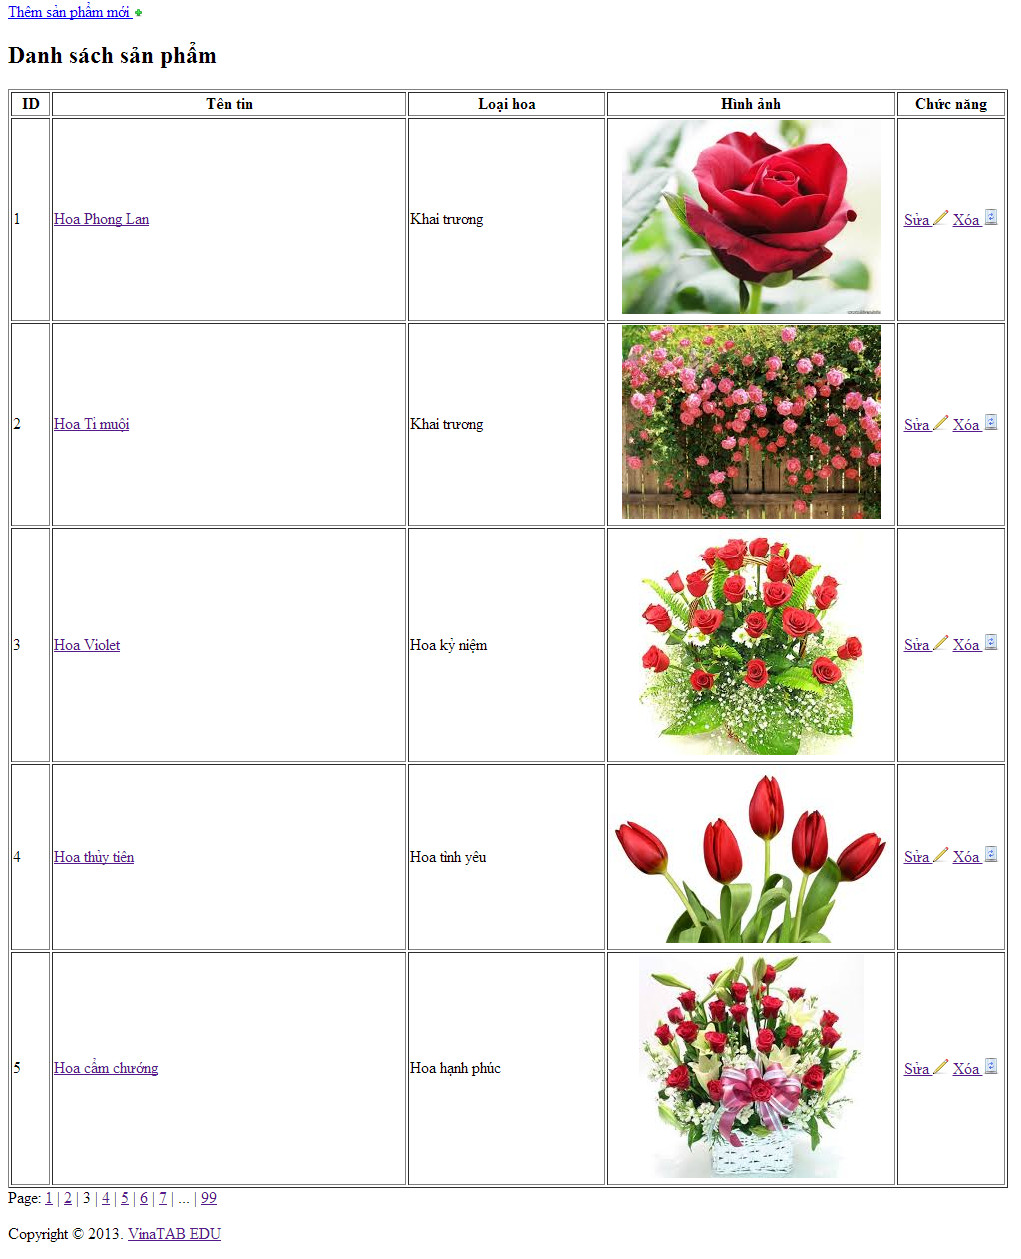 Thêm sản phẩm mới
Danh sách sản phẩm
ID Tên tin Loại hoa Hình ảnh Chức năng
1 Hoa Phong Lan Khai trương Sửa Xóa
2 Hoa Tỉ muội Khai trương Sửa Xóa
3 Hoa Violet Hoa kỷ niệm Sửa Xóa
4 Hoa thủy tiên Hoa tình yêu Sửa Xóa
5 Hoa cẩm chướng Hoa hạnh phúc Sửa Xóa
Page: 1 | 2 | 3 | 4 | 5 | 6 | 7 | ... | 99
Copyright © 2013. VinaTAB EDU